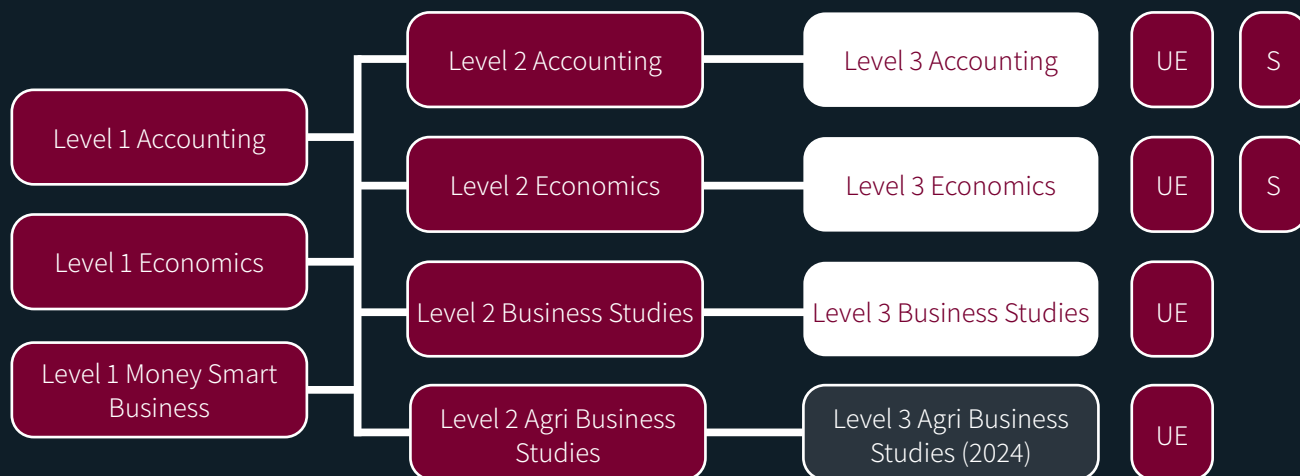 Level 1 Accounting
Level 1 Economics
Level 1 Money Smart
Business
Level 2 Accounting
Level 3 Accounting
UE
S
Level 2 Economics
Level 3 Economics
UE
S
Level 2 Business Studies
Level 3 Business Studies
UE
Level 2 Agri Business
Studies
Level 3 Agri Business
Studies (2024)
UE